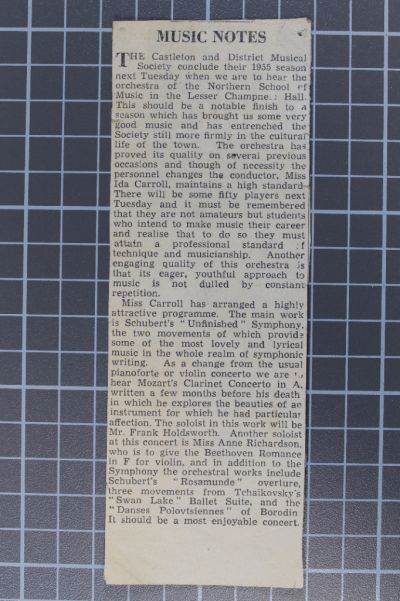 MUSIC NOTES
THE Castleton and District Musical
Society conclude their 1955 season
next Tuesday when we are to hear the
orchestra of the Northern School of
Music in the Lesser Hall.
This should be a notable finish to a
season which has brought us some very
good music and has entrenched the
Society still more firmly in the cultural
life of the town. The orchestra has
proved its quality on several previous
occasions and though of necessity the
personnel changes the conductor, Miss
Ida Carroll, maintains a high standard
There will be some fifty players next
Tuesday and it must be remembered
that they are not amateurs but students
who intend to make music their career
and realise that to do so they must
attain a professional standard of
technique and musicianship. Another
engaging quality of this orchestra is
that its eager, youthful approach to
music is not dulled by constant
repetition.
Miss Carroll has arranged a highly
attractive programme. The main work
is Schubert's "Unfinished" Symphony,
the two movements of which provide
some of the most lovely and lyrical
music in the whole realm of symphonic
writing. As a change from the usual
pianoforte or violin concerto we are
hear Mozart's Clarinet Concerto in A,
written a few months before his death
in which he explores the beauties of an
instrument for which he had particular
affection. The soloist in this work will be
Mr. Frank Holdsworth. Another soloist
at this concert is Miss Anne Richardson,
who is to give the Beethoven Romance
in F for violin, and in addition to the
Symphony the orchestral works include
Schubert's "Rosamunde" overture,
three movements from Tchaikovsky's
"Swan Lake" Ballet Suite, and the
"Danses Polovtsiennes" of Borodin
It should be a most enjoyable concert.